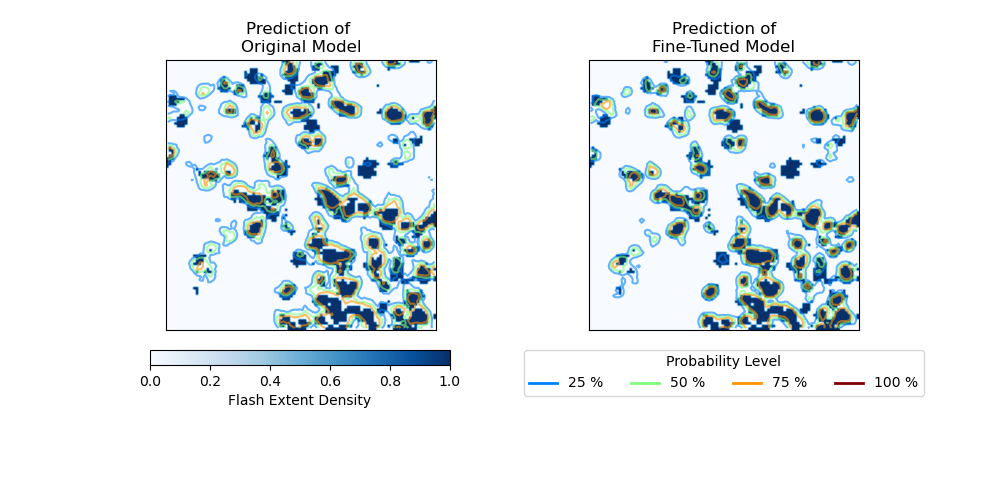 Prediction of
Original Model
Prediction of
Fine-Tuned Model
0.0 0.2 0.4 0.6 0.8 1.0
Flash Extent Density
Probability Level
25 % 50 % 75 % 100 %